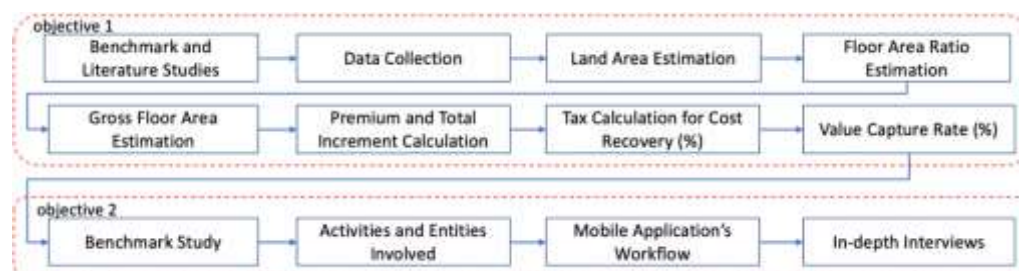 objective 1
Benchmark and
Literature Studies
Data Collection
Land Area Estimation
Floor Area Ratio
Estimation
Gross Floor Area
Estimation
Premium and Total
Increment Calculation
Tax Calculation for Cost
Recovery (%)
Value Capture Rate (%)
objective 2
Benchmark Study
Activities and Entities
Involved
Mobile Application's
Workflow
In-depth Interviews